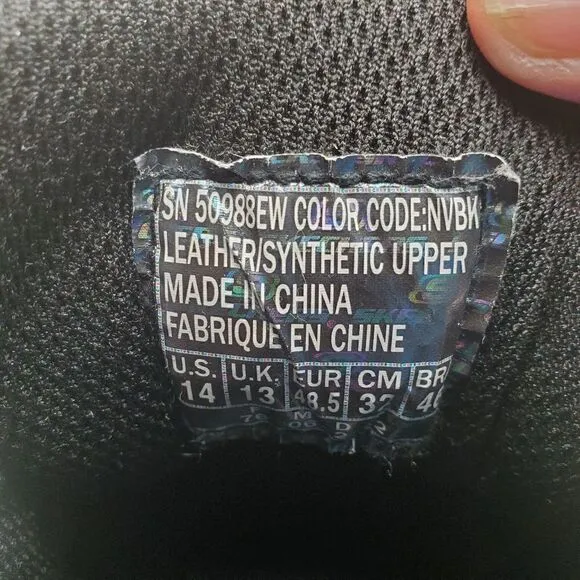 SN 50988EW COLOR CODE:NVBK
LEATHER/SYNTHETIC UPPER
MADE IN CHINA
FABRIQUE EN CHINE
U.S. U.K. EUR CM BR
14 13 48.5 32